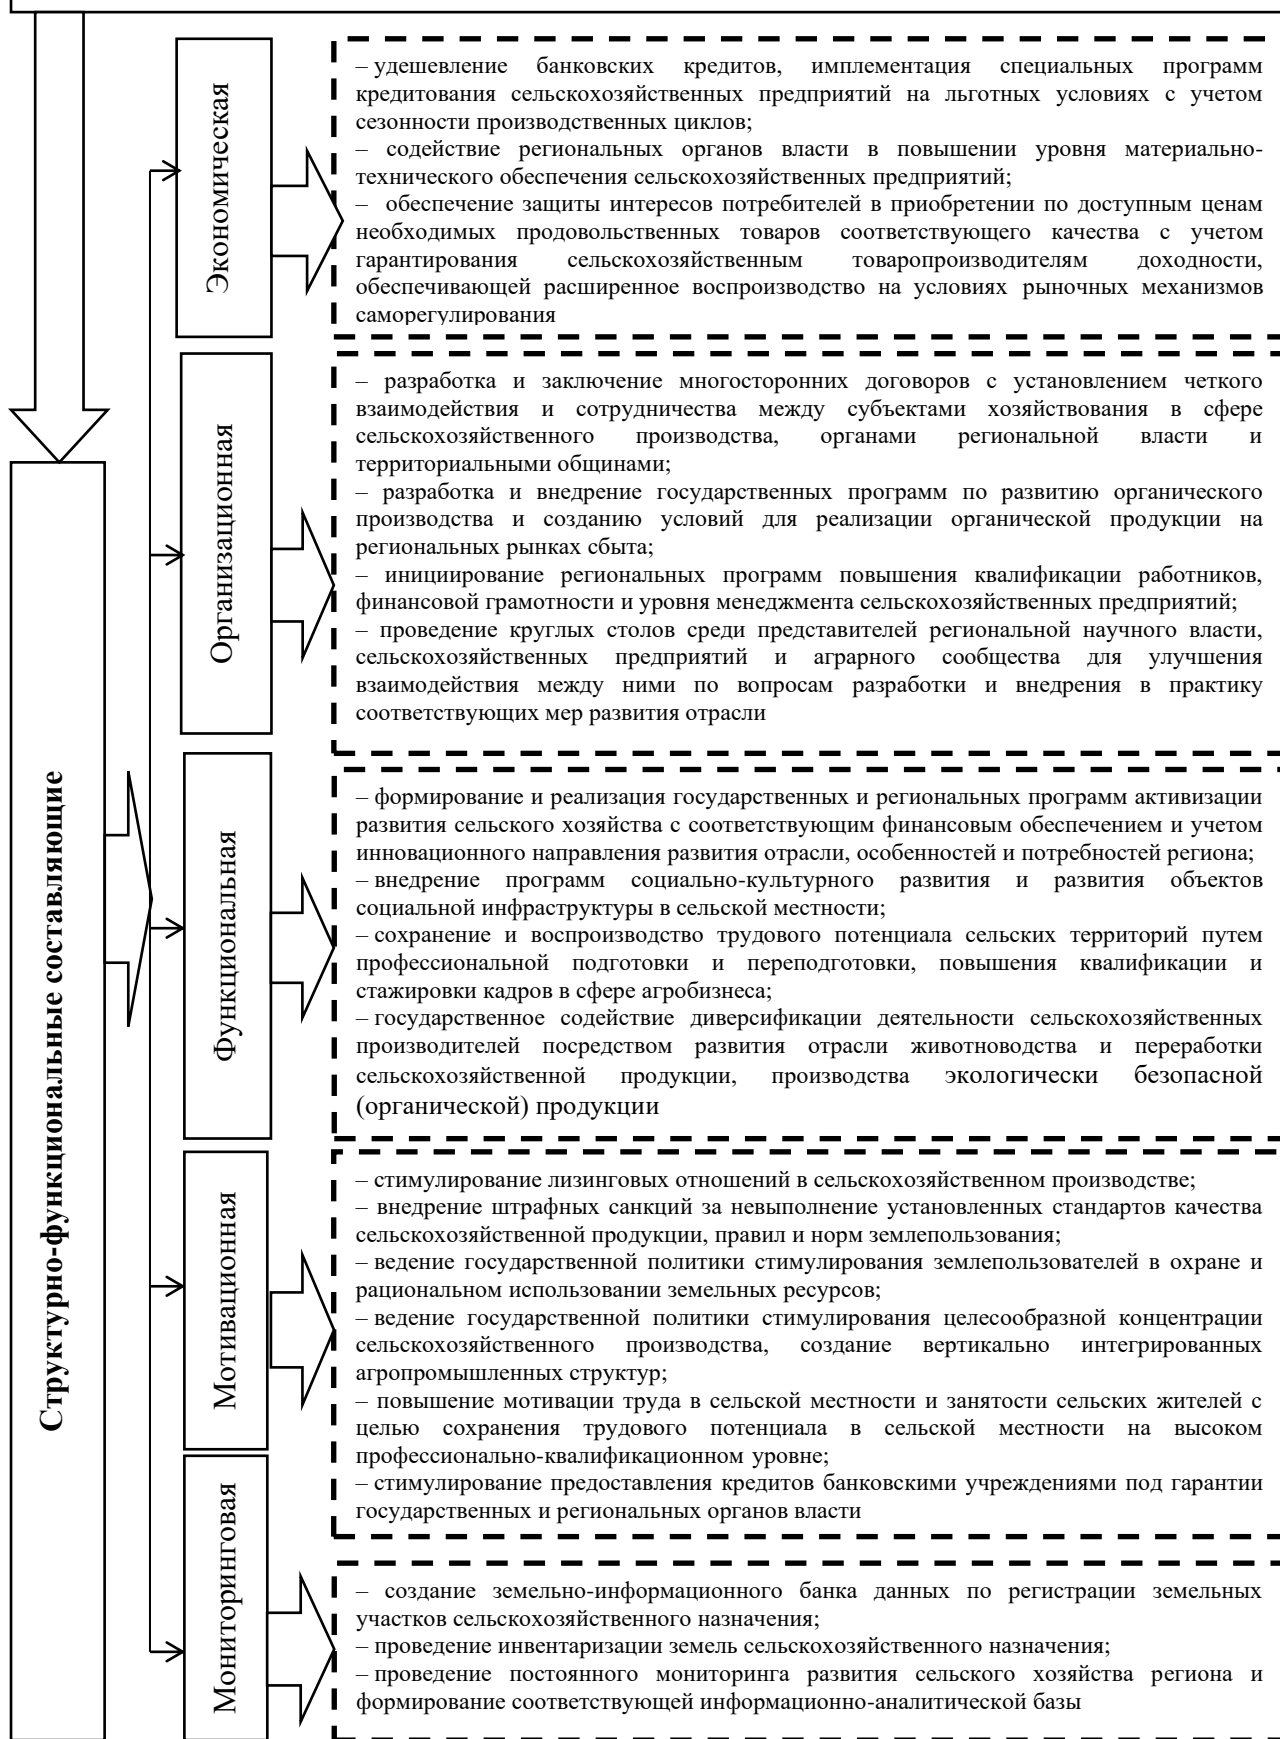 Структурно-функциональные составляющие
Экономическая
– удешевление банковских кредитов, имплементация специальных программ
кредитования сельскохозяйственных предприятий на льготных условиях с учетом
сезонности производственных циклов;
– содействие региональных органов власти в повышении уровня материально-
технического обеспечения сельскохозяйственных предприятий;
– обеспечение защиты интересов потребителей в приобретении по доступным ценам
необходимых продовольственных товаров соответствующего качества с учетом
гарантирования сельскохозяйственным товаропроизводителям доходности,
обеспечивающей расширенное воспроизводство на условиях рыночных механизмов
саморегулирования
Организационная
– разработка и заключение многосторонних договоров с установлением четкого
взаимодействия и сотрудничества между субъектами хозяйствования в сфере
сельскохозяйственного производства, органами региональной власти и
территориальными общинами;
– разработка и внедрение государственных программ по развитию органического
производства и созданию условий для реализации органической продукции на
региональных рынках сбыта;
– инициирование региональных программ повышения квалификации работников,
финансовой грамотности и уровня менеджмента сельскохозяйственных предприятий;
– проведение круглых столов среди представителей региональной научного власти,
сельскохозяйственных предприятий и аграрного сообщества для улучшения
взаимодействия между ними по вопросам разработки и внедрения в практику
соответствующих мер развития отрасли
Функциональная
– формирование и реализация государственных и региональных программ активизации
развития сельского хозяйства с соответствующим финансовым обеспечением и учетом
инновационного направления развития отрасли, особенностей и потребностей региона;
– внедрение программ социально-культурного развития и развития объектов
социальной инфраструктуры в сельской местности;
– сохранение и воспроизводство трудового потенциала сельских территорий путем
профессиональной подготовки и переподготовки, повышения квалификации и
стажировки кадров в сфере агробизнеса;
– государственное содействие диверсификации деятельности сельскохозяйственных
производителей посредством развития отрасли животноводства и переработки
сельскохозяйственной продукции, производства экологически безопасной
(органической) продукции
Мотивационная
– стимулирование лизинговых отношений в сельскохозяйственном производстве;
– внедрение штрафных санкций за невыполнение установленных стандартов качества
сельскохозяйственной продукции, правил и норм землепользования;
– ведение государственной политики стимулирования землепользователей в охране и
рациональном использовании земельных ресурсов;
– ведение государственной политики стимулирования целесообразной концентрации
сельскохозяйственного производства, создание вертикально интегрированных
агропромышленных структур;
– повышение мотивации труда в сельской местности и занятости сельских жителей с
целью сохранения трудового потенциала в сельской местности на высоком
профессионально-квалификационном уровне;
– стимулирование предоставления кредитов банковскими учреждениями под гарантии
государственных и региональных органов власти
Мониторинговая
– создание земельно-информационного банка данных по регистрации земельных
участков сельскохозяйственного назначения;
– проведение инвентаризации земель сельскохозяйственного назначения;
– проведение постоянного мониторинга развития сельского хозяйства региона и
формирование соответствующей информационно-аналитической базы